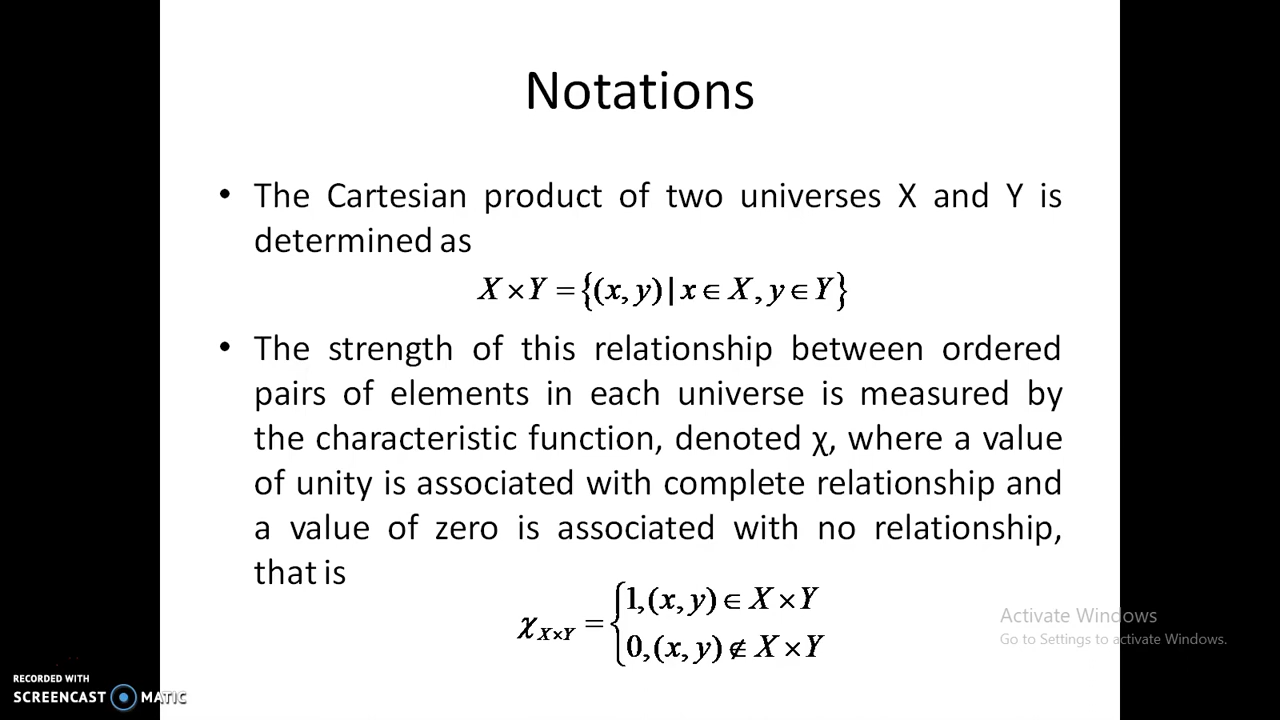 Notations
• The Cartesian product of two universes X and Y is
determined as
X × Y = {(x, y) | x ∈ X, y ∈ Y}
• The strength of this relationship between ordered
pairs of elements in each universe is measured by
the characteristic function, denoted χ, where a value
of unity is associated with complete relationship and
a value of zero is associated with no relationship,
that is
χ_{X×Y} = { 1, (x, y) ∈ X × Y
0, (x, y) ∉ X × Y
Activate Windows
Go to Settings to activate Windows.
RECORDED WITH
SCREENCAST MATIC